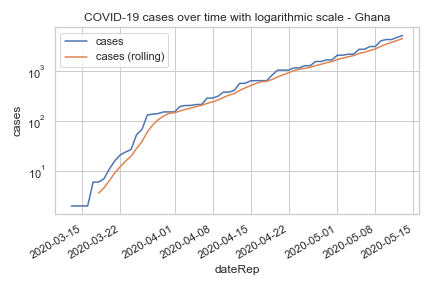 COVID-19 cases over time with logarithmic scale - Ghana
cases
cases (rolling)
10³
10²
10¹
cases
2020-03-15
2020-03-22
2020-04-01
2020-04-08
2020-04-15
2020-04-22
2020-05-01
2020-05-08
2020-05-15
dateRep